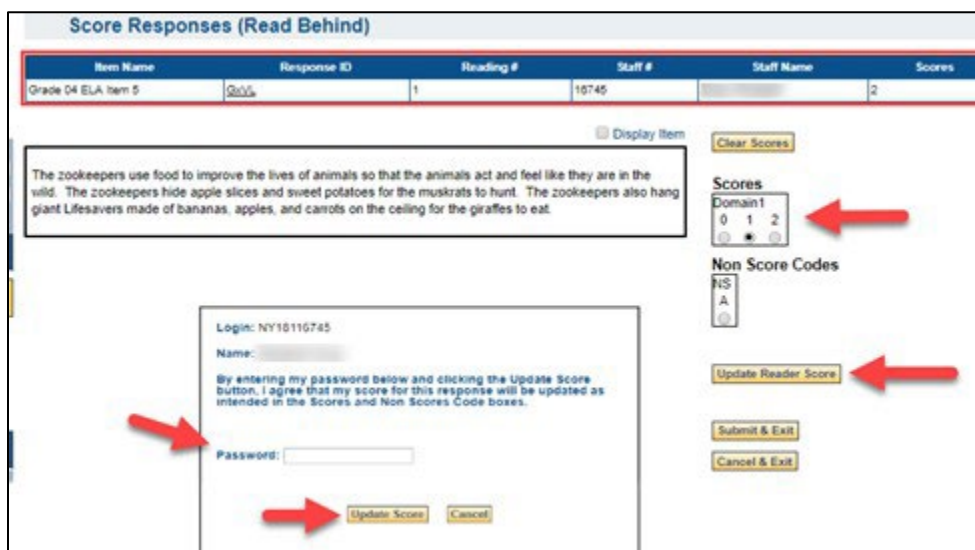 Score Responses (Read Behind)
Item Name Response ID Reading # Staff # Staff Name Scores
Grade 04 ELA Item 5 GxVL 1 16745 2
Display Item
Clear Scores
The zookeepers use food to improve the lives of animals so that the animals act and feel like they are in the
wild. The zookeepers hide apple slices and sweet potatoes for the muskrats to hunt. The zookeepers also hang
giant Lifesavers made of bananas, apples, and carrots on the ceiling for the giraffes to eat.
Scores
Domain1
0 1 2
Non Score Codes
NS
A
Login: NY18116745
Name:
By entering my password below and clicking the Update Score
button, I agree that my score for this response will be updated as
intended in the Scores and Non Scores Code boxes.
Password:
Update Score Cancel
Update Reader Score
Submit & Exit
Cancel & Exit